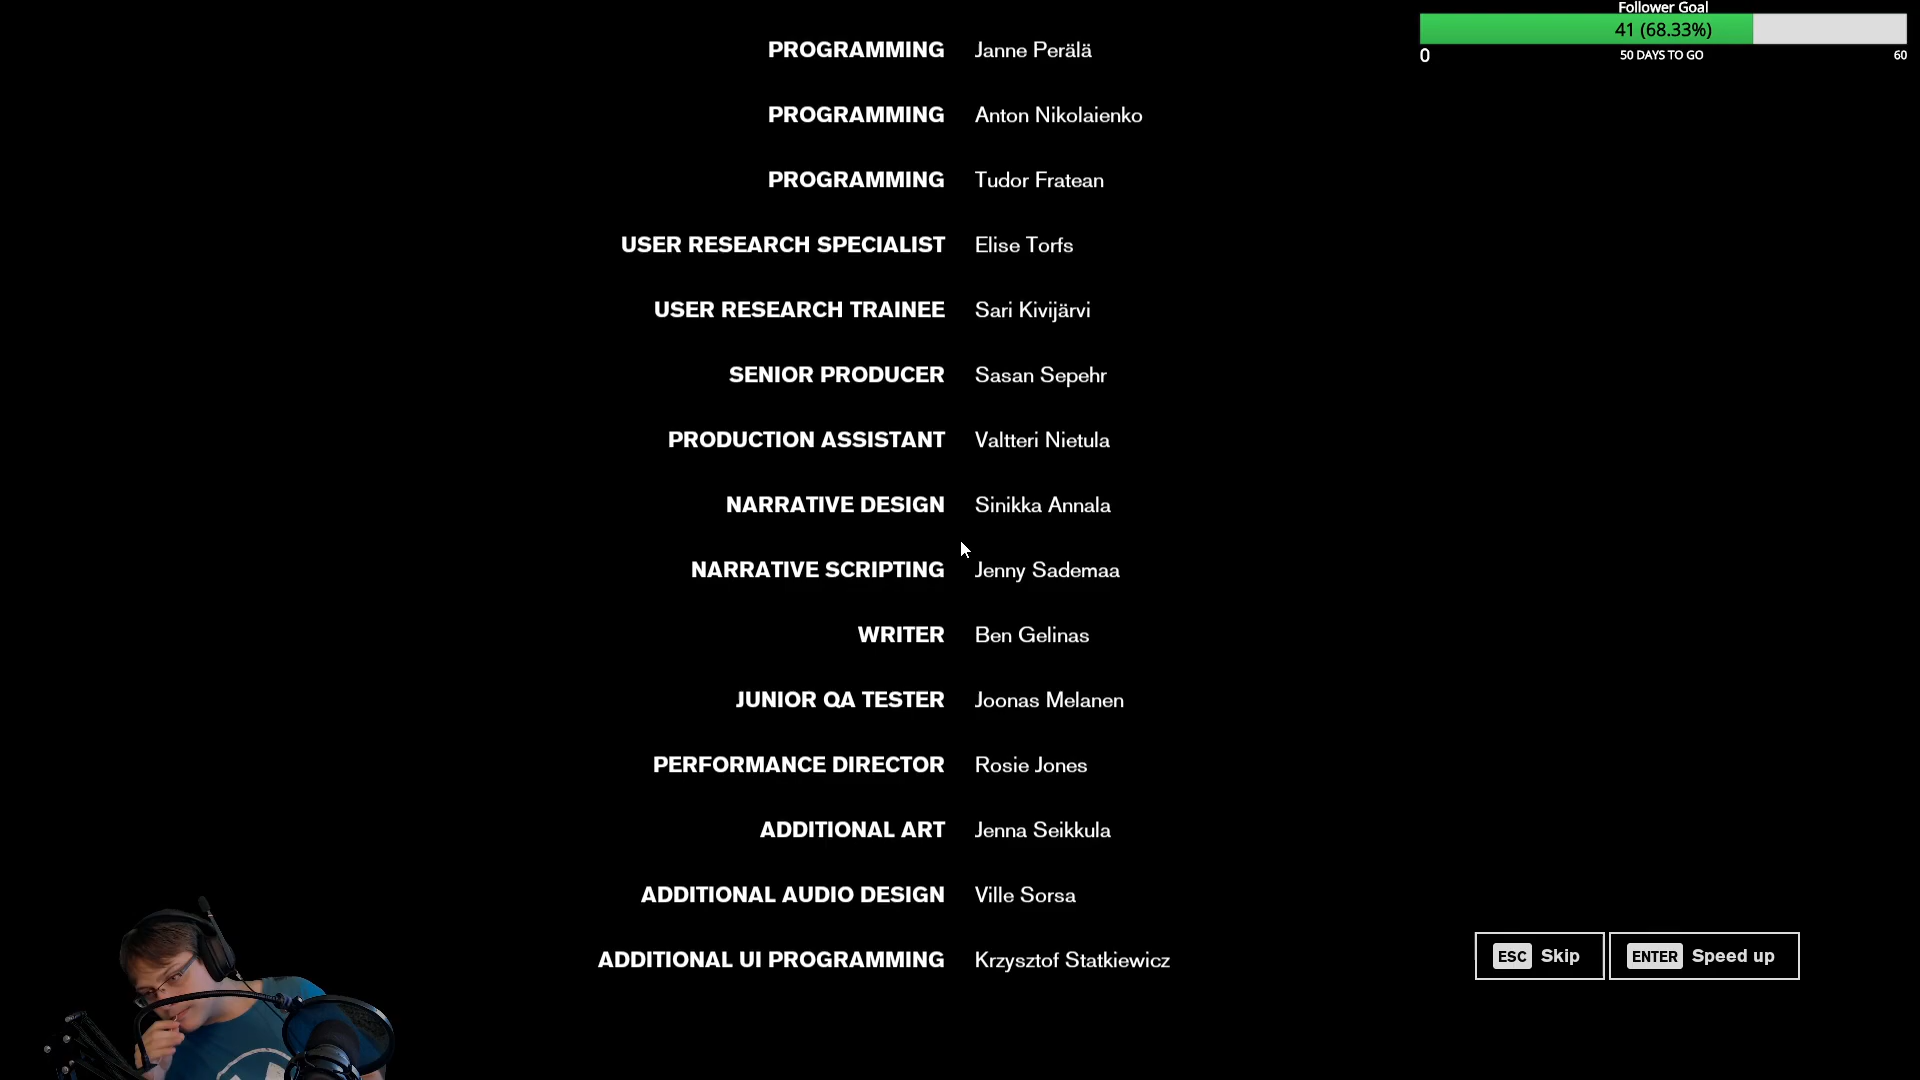 Follower Goal
41 (68.33%)
0 50 DAYS TO GO 60
PROGRAMMING Janne Perälä
PROGRAMMING Anton Nikolaienko
PROGRAMMING Tudor Fratean
USER RESEARCH SPECIALIST Elise Torfs
USER RESEARCH TRAINEE Sari Kivijärvi
SENIOR PRODUCER Sasan Sepehr
PRODUCTION ASSISTANT Valtteri Nietula
NARRATIVE DESIGN Sinikka Annala
NARRATIVE SCRIPTING Jenny Sademaa
WRITER Ben Gelinas
JUNIOR QA TESTER Joonas Melanen
PERFORMANCE DIRECTOR Rosie Jones
ADDITIONAL ART Jenna Seikkula
ADDITIONAL AUDIO DESIGN Ville Sorsa
ADDITIONAL UI PROGRAMMING Krzysztof Statkiewicz
ESC Skip ENTER Speed up